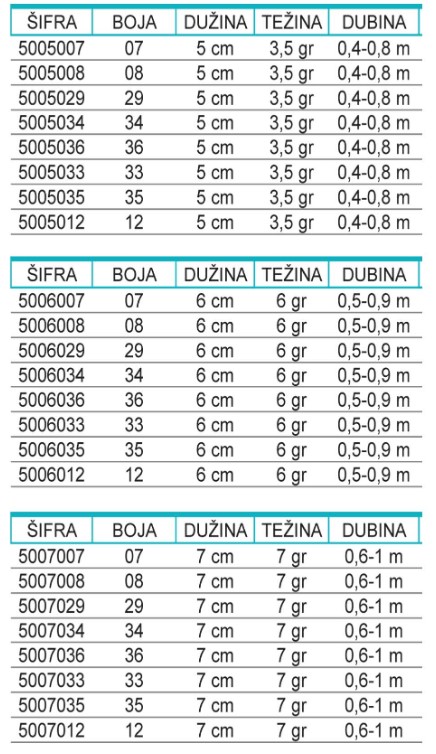 ŠIFRA BOJA DUŽINA TEŽINA DUBINA
5005007 07 5 cm 3,5 gr 0,4-0,8 m
5005008 08 5 cm 3,5 gr 0,4-0,8 m
5005029 29 5 cm 3,5 gr 0,4-0,8 m
5005034 34 5 cm 3,5 gr 0,4-0,8 m
5005036 36 5 cm 3,5 gr 0,4-0,8 m
5005033 33 5 cm 3,5 gr 0,4-0,8 m
5005035 35 5 cm 3,5 gr 0,4-0,8 m
5005012 12 5 cm 3,5 gr 0,4-0,8 m
ŠIFRA BOJA DUŽINA TEŽINA DUBINA
5006007 07 6 cm 6 gr 0,5-0,9 m
5006008 08 6 cm 6 gr 0,5-0,9 m
5006029 29 6 cm 6 gr 0,5-0,9 m
5006034 34 6 cm 6 gr 0,5-0,9 m
5006036 36 6 cm 6 gr 0,5-0,9 m
5006033 33 6 cm 6 gr 0,5-0,9 m
5006035 35 6 cm 6 gr 0,5-0,9 m
5006012 12 6 cm 6 gr 0,5-0,9 m
ŠIFRA BOJA DUŽINA TEŽINA DUBINA
5007007 07 7 cm 7 gr 0,6-1 m
5007008 08 7 cm 7 gr 0,6-1 m
5007029 29 7 cm 7 gr 0,6-1 m
5007034 34 7 cm 7 gr 0,6-1 m
5007036 36 7 cm 7 gr 0,6-1 m
5007033 33 7 cm 7 gr 0,6-1 m
5007035 35 7 cm 7 gr 0,6-1 m
5007012 12 7 cm 7 gr 0,6-1 m